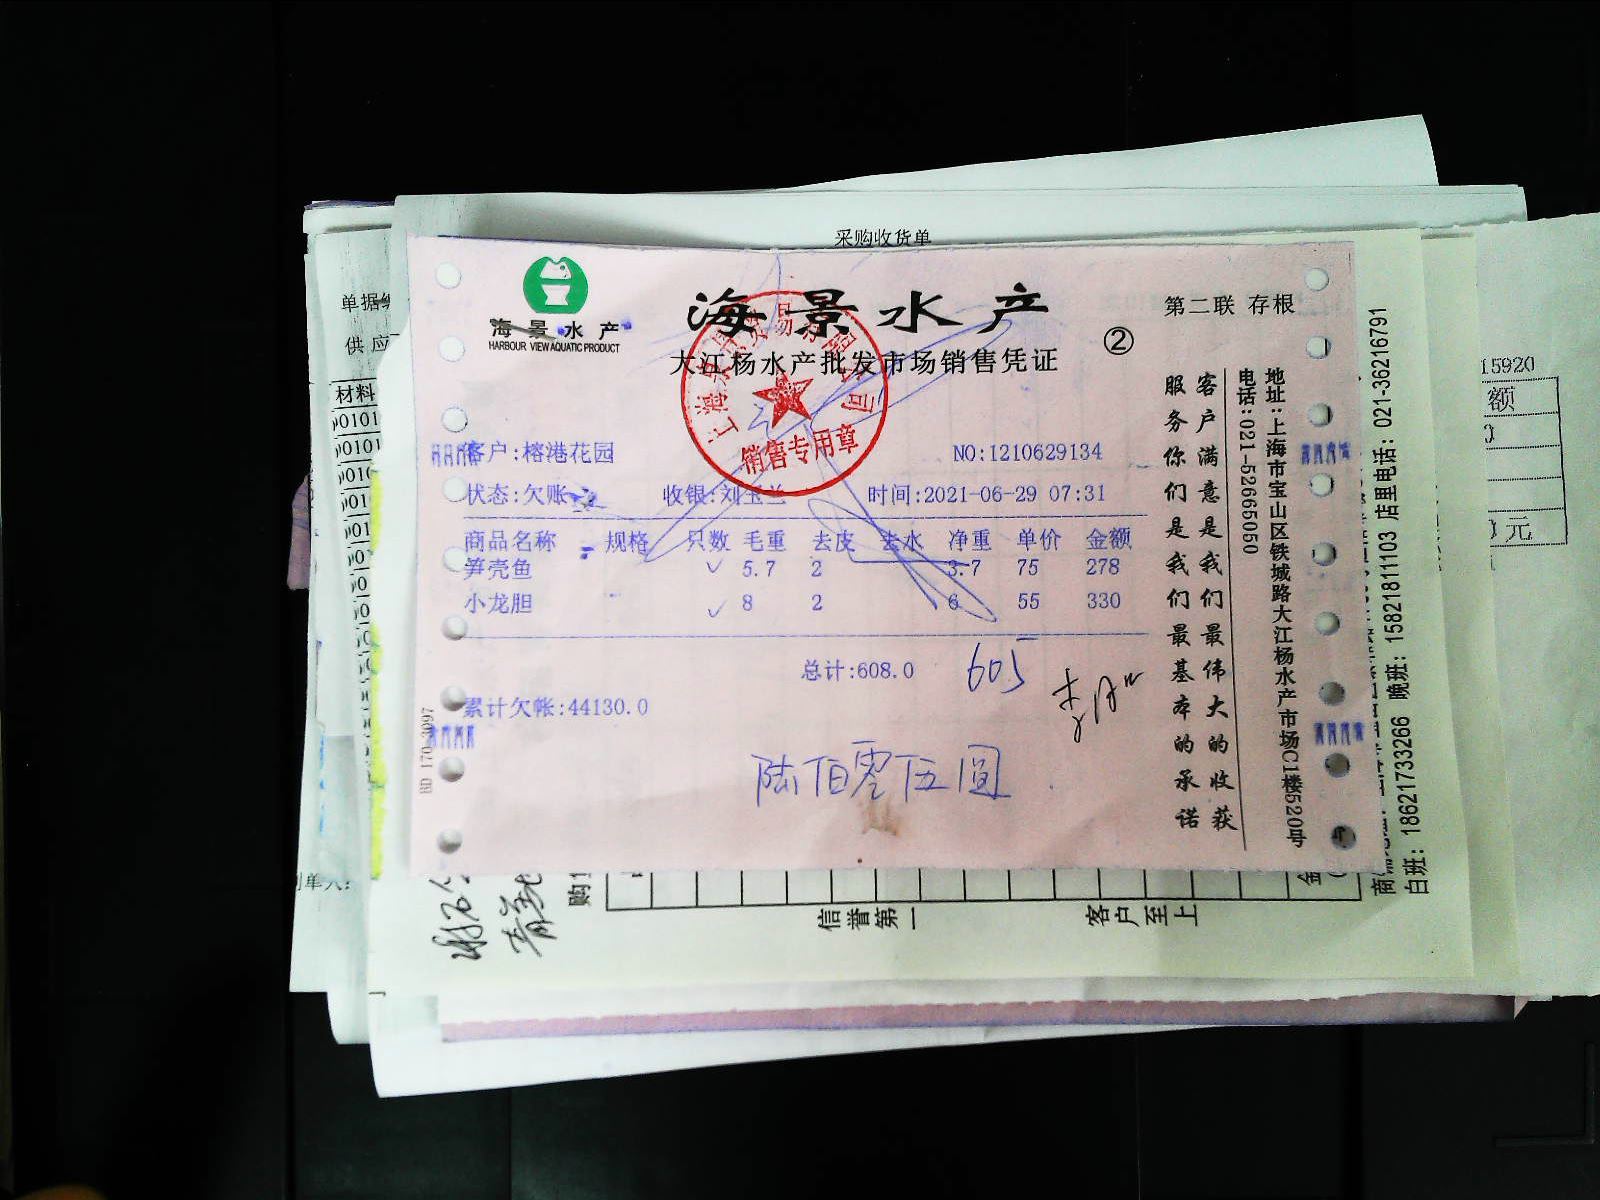 采购收货单
海景水产
HARBOUR VIEW AQUATIC PRODUCT
海景水产
大江杨水产批发市场销售凭证
②
第二联 存根
销售专用章
客户:榕港花园
NO:1210629134
状态:欠账
收银:刘玉兰
时间:2021-06-29 07:31
商品名称 规格 只数 毛重 去皮 去水 净重 单价 金额
笋壳鱼 5.7 2 3.7 75 278
小龙胆 8 2 6 55 330
总计:608.0
605
累计欠帐:44130.0
陆佰零伍圆
客户满意是我们最伟大的收获
服务你们是我们最基本的承诺
地址:上海市宝山区铁城路大江杨水产市场C1楼520号
电话:021-52665050
BD 170-3097
单据
供应
材料
00101
00101
15920
额
元
制单人:
购
信誉第一
客户至上
白班: 18621733266 晚班: 15821811103 店里电话: 021-36216791